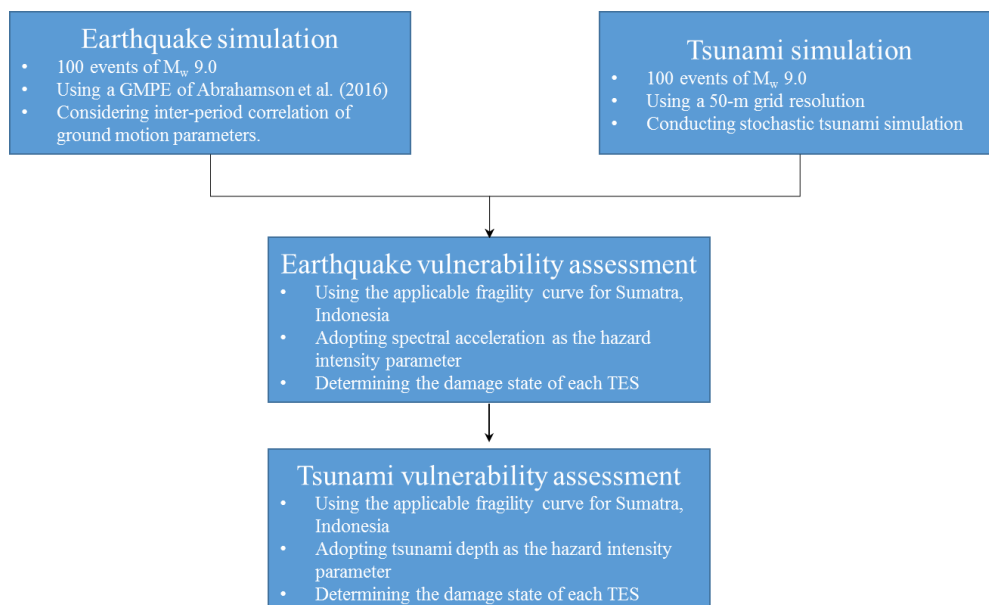 Earthquake simulation
• 100 events of Mw 9.0
• Using a GMPE of Abrahamson et al. (2016)
• Considering inter-period correlation of
ground motion parameters.
Tsunami simulation
• 100 events of Mw 9.0
• Using a 50-m grid resolution
• Conducting stochastic tsunami simulation
Earthquake vulnerability assessment
• Using the applicable fragility curve for Sumatra,
Indonesia
• Adopting spectral acceleration as the hazard
intensity parameter
• Determining the damage state of each TES
Tsunami vulnerability assessment
• Using the applicable fragility curve for Sumatra,
Indonesia
• Adopting tsunami depth as the hazard intensity
parameter
• Determining the damage state of each TES